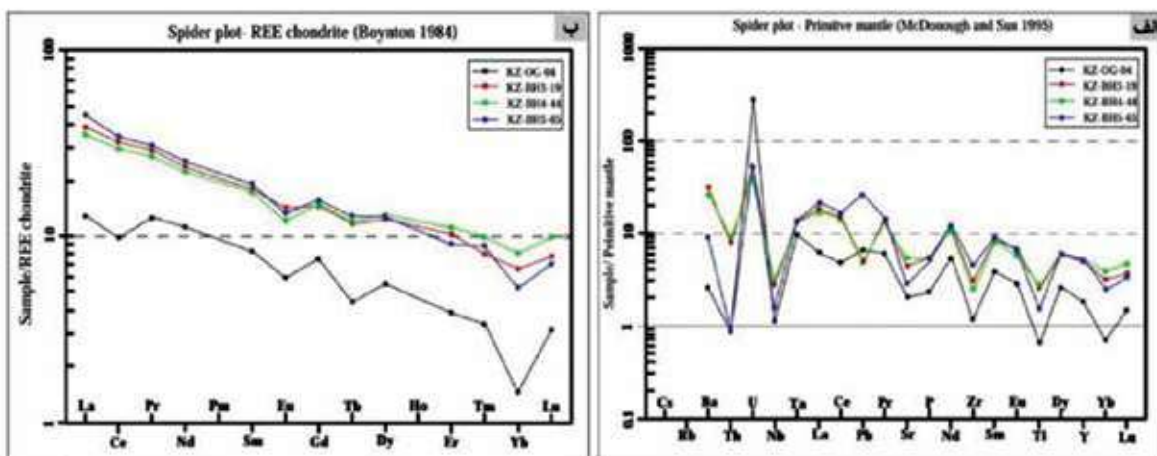 Spider plot- REE chondrite (Boynton 1984)
ب
100
10
1
Sample/REE chondrite
KZ-OG-04
KZ-BH3-19
KZ-BH4-44
KZ-BH5-65
La Pr Pm Eu Tb Ho Tm Lu
Ce Nd Sm Gd Dy Er Yb
Spider plot - Primitive mantle (McDonough and Sun 1995)
الف
1000
100
10
1
0.1
Sample/ Primitive mantle
KZ-OG-04
KZ-BH3-19
KZ-BH4-44
KZ-BH5-65
Cs Ba U Ta Ce Pr P Zr Eu Dy Yb
Rb Th Nb La Pb Sr Nd Sm Ti Y Lu